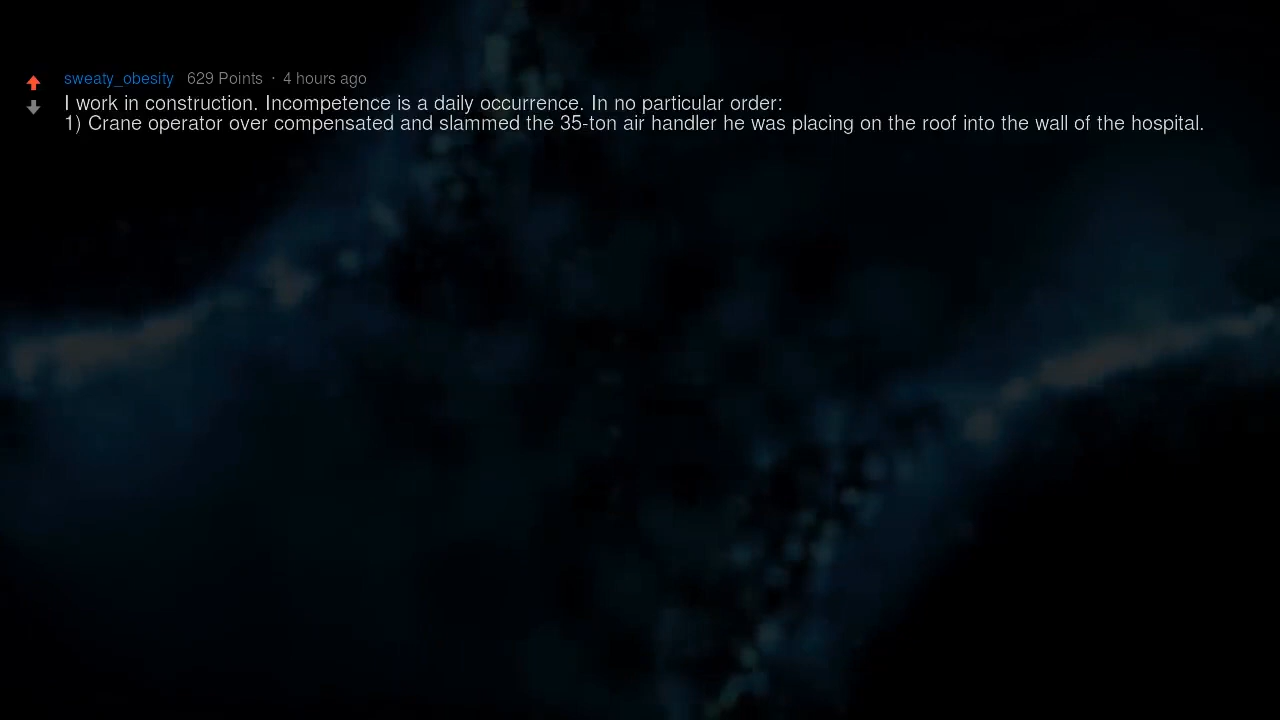 sweaty_obesity 629 Points · 4 hours ago
I work in construction. Incompetence is a daily occurrence. In no particular order:
1) Crane operator over compensated and slammed the 35-ton air handler he was placing on the roof into the wall of the hospital.